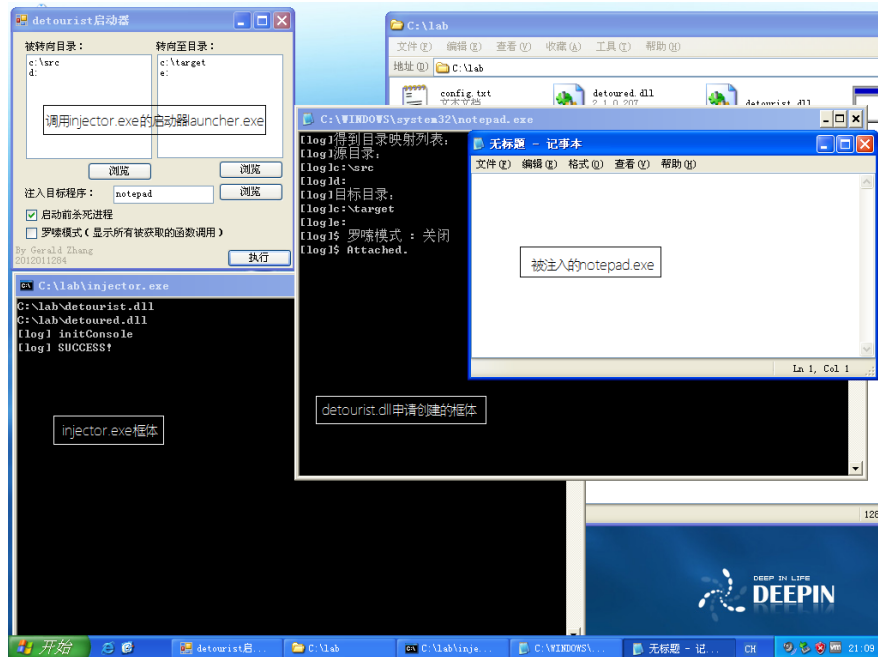 detourist启动器
被转向目录：
转向至目录：
c:\src
d:
c:\target
e:
调用injector.exe的启动器launcher.exe
浏览
浏览
注入目标程序：
notepad
浏览
启动前杀死进程
罗嗦模式(显示所有被获取的函数调用)
By Gerald Zhang
2012011284
执行
C:\lab
文件(F) 编辑(E) 查看(V) 收藏(A) 工具(T) 帮助(H)
地址(D) C:\lab
config.txt
文本文档
detoured.dll
2.1.0.207
detourist.dll
C:\WINDOWS\system32\notepad.exe
[log]得到目录映射列表：
[log]源目录：
[log]c:\src
[log]d:
[log]目标目录：
[log]c:\target
[log]e:
[log]$ 罗嗦模式 : 关闭
[log]$ Attached.
detourist.dll申请创建的框体
无标题 - 记事本
文件(F) 编辑(E) 格式(O) 查看(V) 帮助(H)
被注入的notepad.exe
Ln 1, Col 1
C:\lab\injector.exe
C:\lab\detourist.dll
C:\lab\detoured.dll
[log] initConsole
[log] SUCCESS!
injector.exe框体
128
DEEP IN LIFE
DEEPIN
开始
detourist启...
C:\lab
C:\lab\inje...
C:\WINDOWS\...
无标题 - 记...
CH
21:09